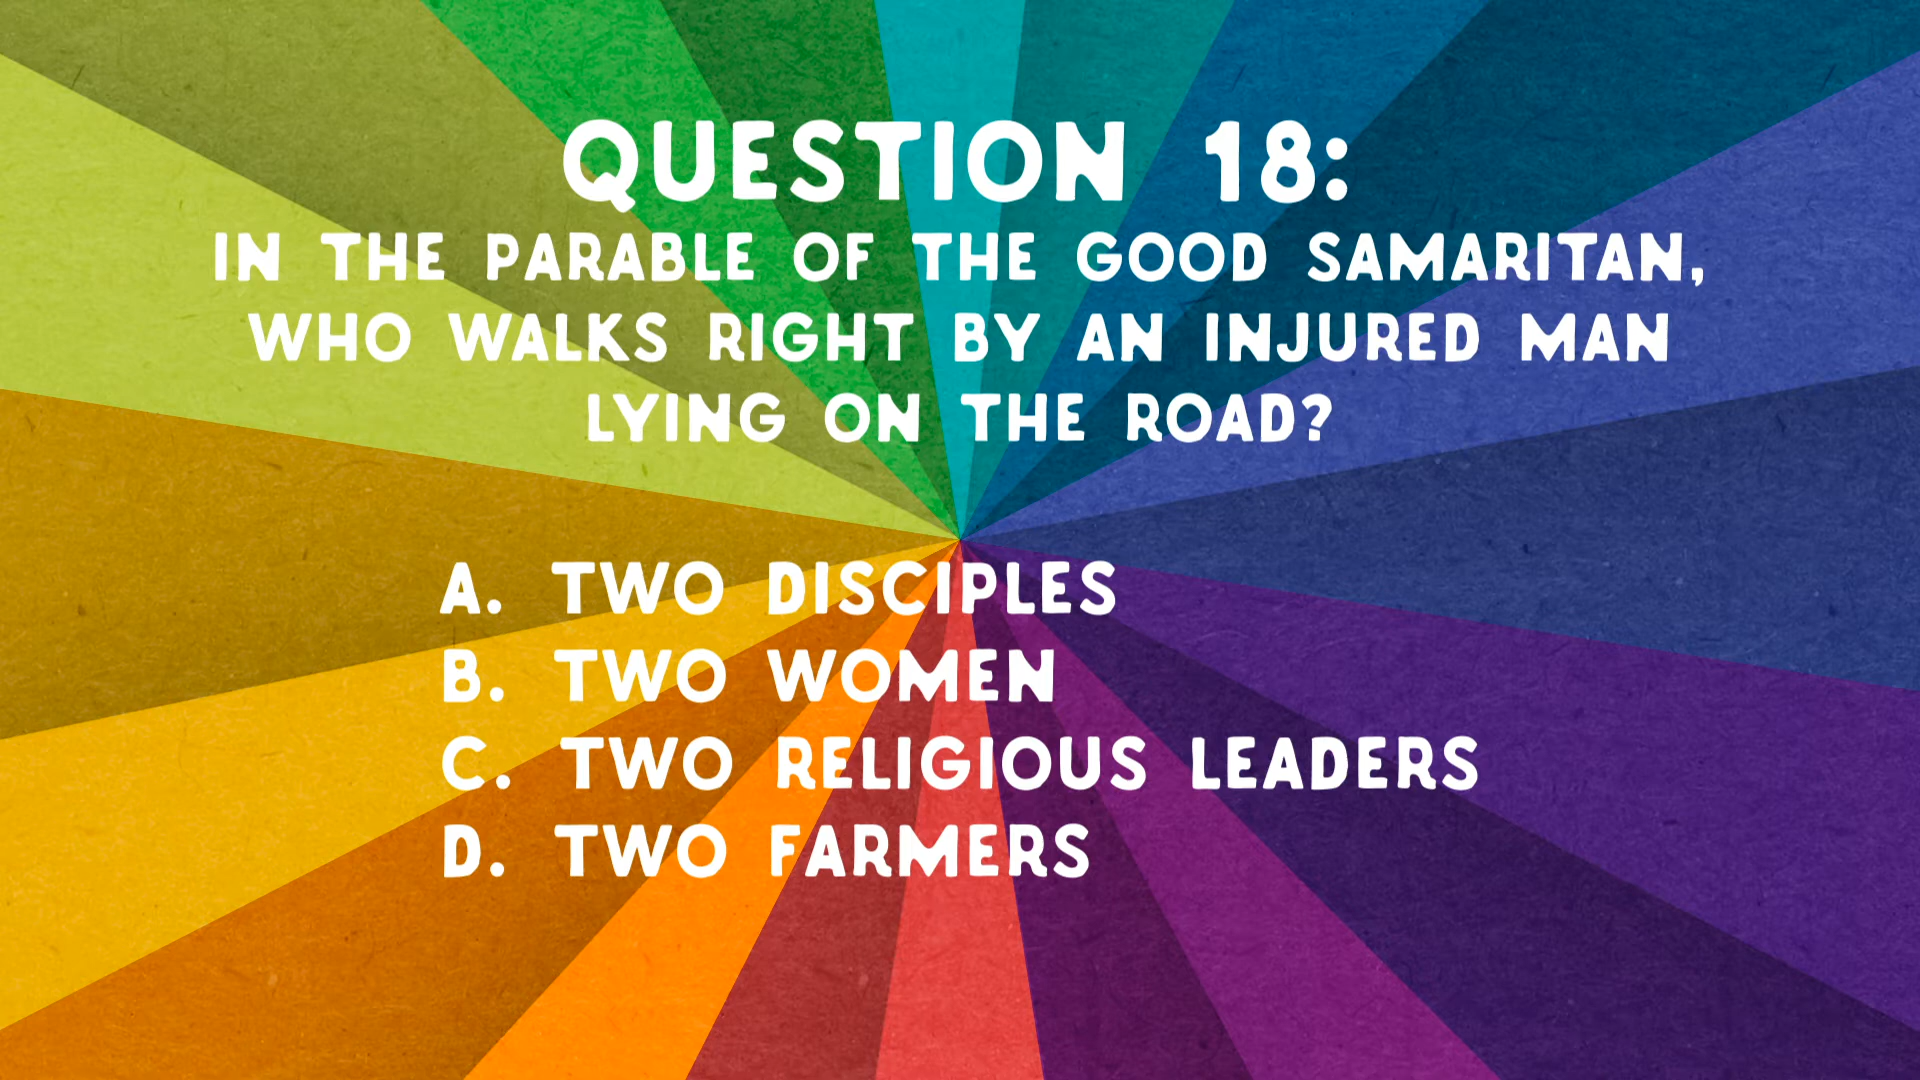 QUESTION 18:
IN THE PARABLE OF THE GOOD SAMARITAN,
WHO WALKS RIGHT BY AN INJURED MAN
LYING ON THE ROAD?
A. TWO DISCIPLES
B. TWO WOMEN
C. TWO RELIGIOUS LEADERS
D. TWO FARMERS